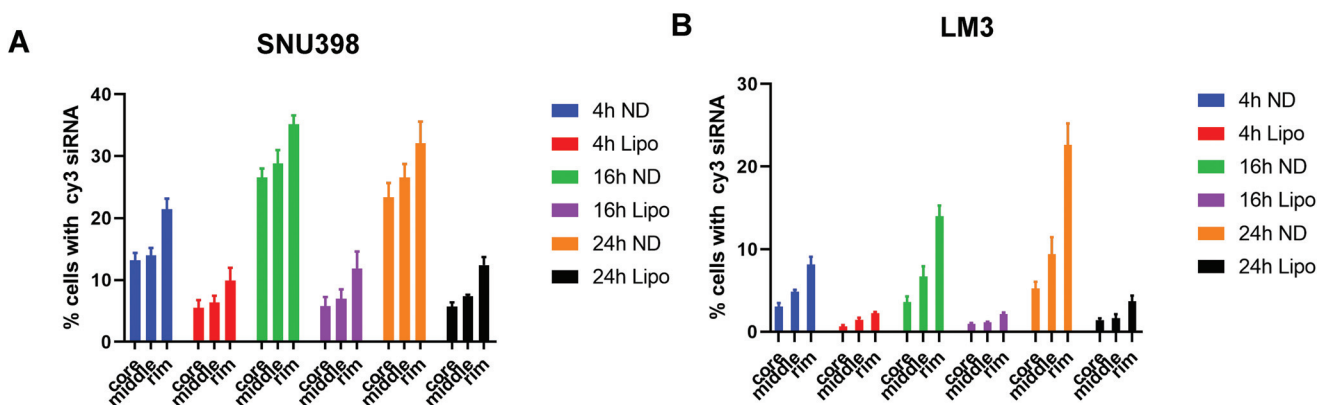 A
SNU398
% cells with cy3 siRNA
40
30
20
10
0
core
middle
rim
core
middle
rim
core
middle
rim
core
middle
rim
core
middle
rim
core
middle
rim
4h ND
4h Lipo
16h ND
16h Lipo
24h ND
24h Lipo
B
LM3
% cells with cy3 siRNA
30
20
10
0
core
middle
rim
core
middle
rim
core
middle
rim
core
middle
rim
core
middle
rim
core
middle
rim
4h ND
4h Lipo
16h ND
16h Lipo
24h ND
24h Lipo